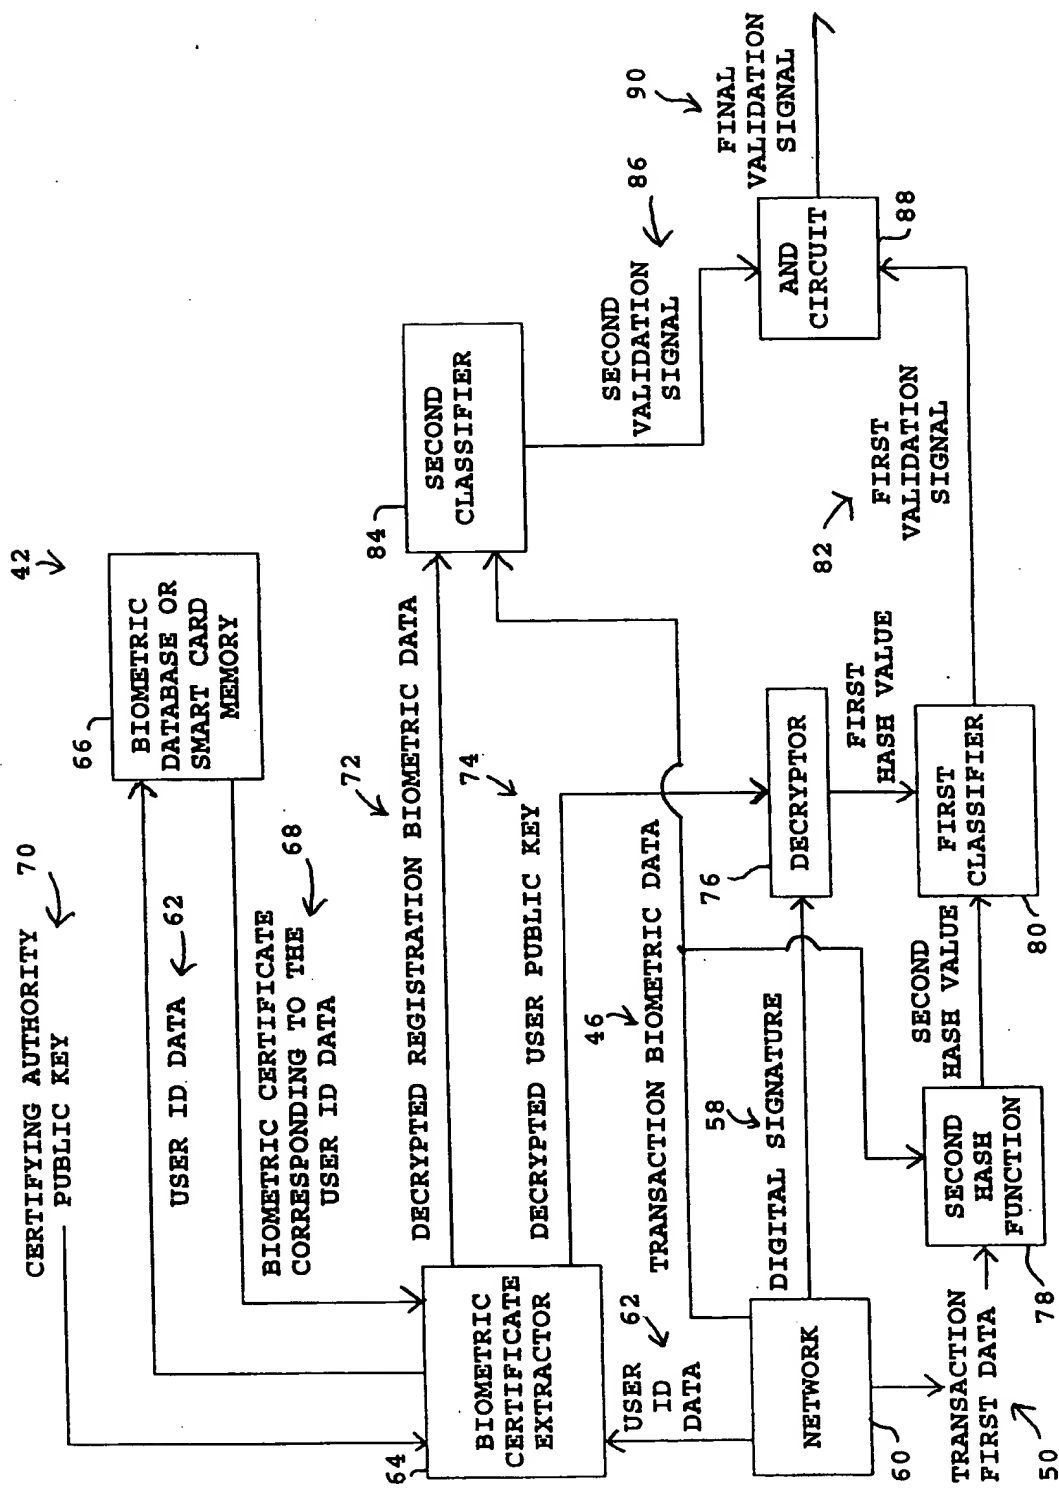 42
CERTIFYING AUTHORITY
PUBLIC KEY
70
USER ID DATA
62
66
BIOMETRIC
DATABASE OR
SMART CARD
MEMORY
BIOMETRIC CERTIFICATE
CORRESPONDING TO THE
USER ID DATA
68
64
BIOMETRIC
CERTIFICATE
EXTRACTOR
DECRYPTED REGISTRATION BIOMETRIC DATA
72
DECRYPTED USER PUBLIC KEY
74
84
SECOND
CLASSIFIER
USER
ID
DATA
62
46
TRANSACTION BIOMETRIC DATA
SECOND
VALIDATION
SIGNAL
86
60
NETWORK
58
DIGITAL SIGNATURE
76
DECRYPTOR
FIRST
HASH VALUE
AND
CIRCUIT
88
90
FINAL
VALIDATION
SIGNAL
TRANSACTION
FIRST DATA
50
78
SECOND
HASH
FUNCTION
SECOND
HASH VALUE
80
FIRST
CLASSIFIER
82
FIRST
VALIDATION
SIGNAL